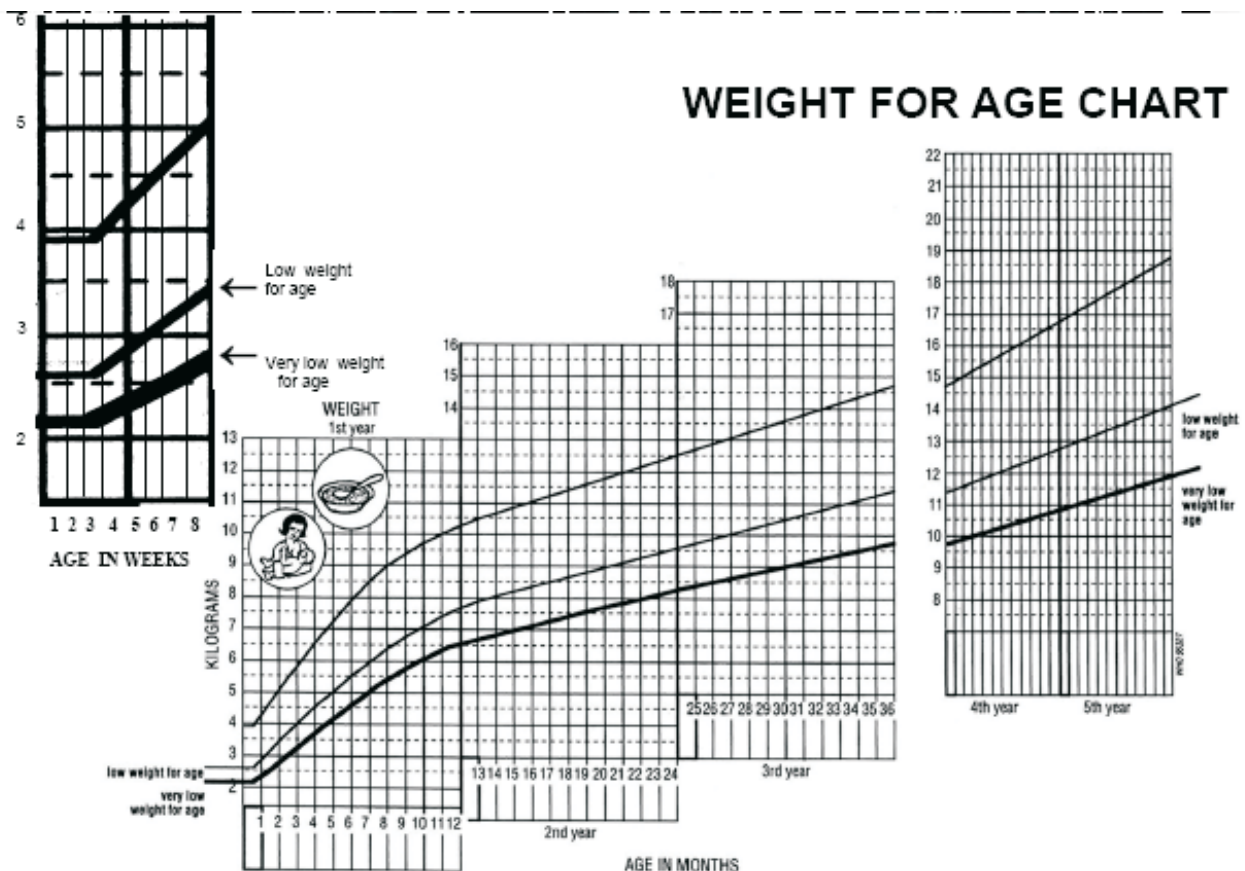 WEIGHT FOR AGE CHART
6
5
4
3
2
Low weight
for age
Very low weight
for age
1 2 3 4 5 6 7 8
AGE IN WEEKS
WEIGHT
1st year
13
12
11
10
9
8
7
6
5
4
3
2
KILOGRAMS
low weight for age
very low
weight for age
1 2 3 4 5 6 7 8 9 10 11 12
16
15
14
13 14 15 16 17 18 19 20 21 22 23 24
2nd year
18
17
25 26 27 28 29 30 31 32 33 34 35 36
3rd year
AGE IN MONTHS
22
21
20
19
18
17
16
15
14
13
12
11
10
9
8
low weight
for age
very low
weight for
age
4th year
5th year